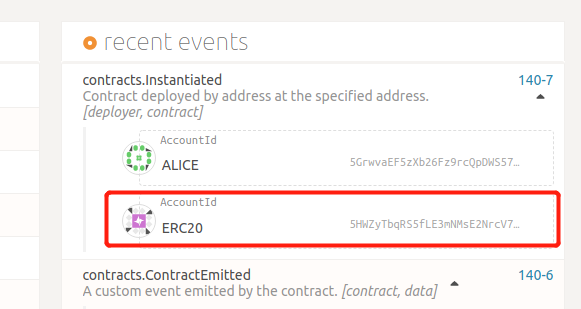 recent events
contracts.Instantiated 140-7
Contract deployed by address at the specified address.
[deployer, contract]
AccountId
ALICE 5GrwvaEF5zXb26Fz9rcQpDWS57…
AccountId
ERC20 5HWZyTbqRS5fLE3mNMsE2NrcV7…
contracts.ContractEmitted 140-6
A custom event emitted by the contract. [contract, data]